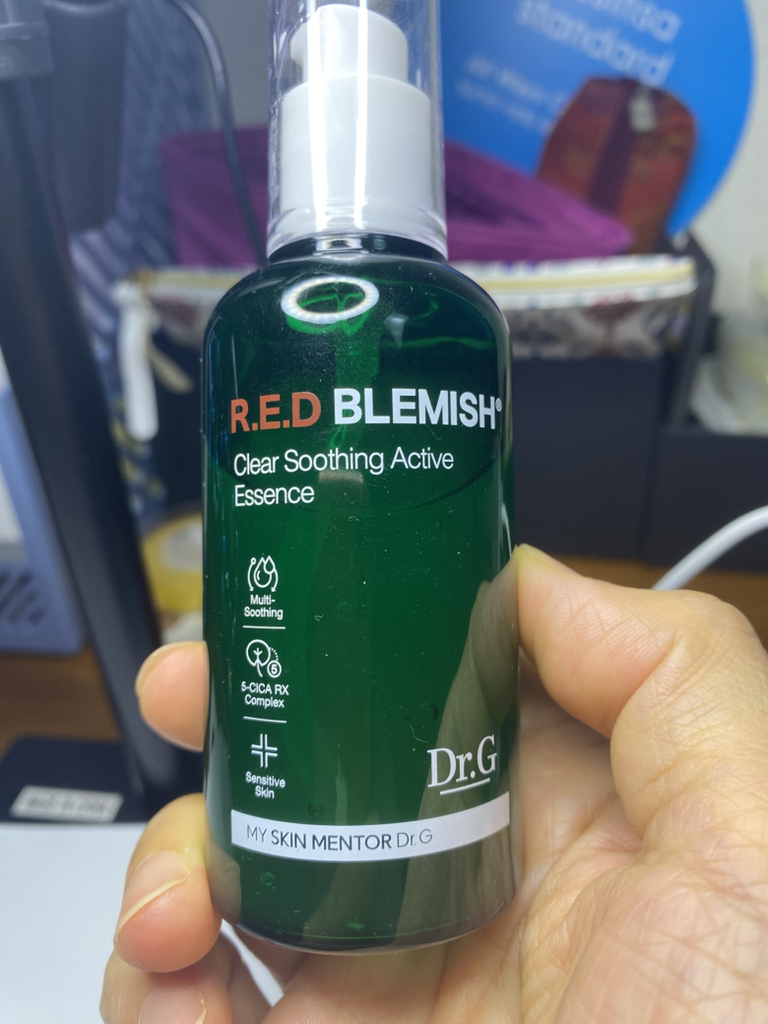 standard
R.E.D BLEMISH®
Clear Soothing Active
Essence
Multi-
Soothing
5
5-CICA RX
Complex
Sensitive
Skin
Dr.G
MY SKIN MENTOR Dr.G